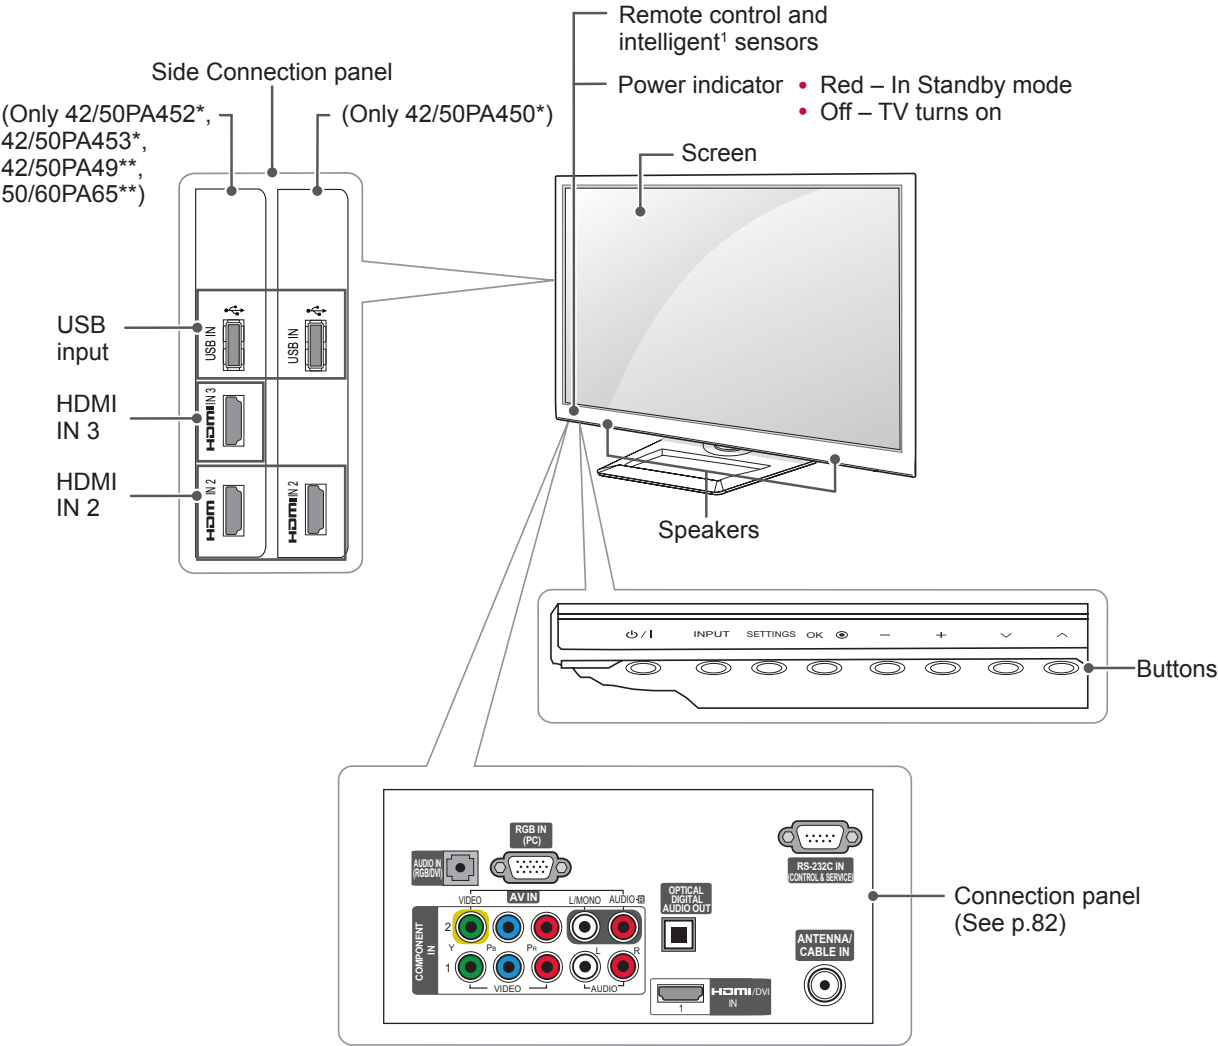 Remote control and
intelligent¹ sensors
Power indicator
• Red – In Standby mode
• Off – TV turns on
Side Connection panel
(Only 42/50PA452*,
42/50PA453*,
42/50PA49**,
50/60PA65**)
(Only 42/50PA450*)
Screen
USB
input
HDMI
IN 3
HDMI
IN 2
USB IN
USB IN
HDMI IN 3
HDMI IN 2
HDMI IN 2
Speakers
/I
INPUT
SETTINGS
OK
−
+
Buttons
RGB IN
(PC)
AUDIO IN
(RGB/DVI)
RS-232C IN
(CONTROL & SERVICE)
VIDEO
AV IN
L/MONO
AUDIO
R
OPTICAL
DIGITAL
AUDIO OUT
COMPONENT
IN
2
Y
PB
PR
L
R
1
VIDEO
AUDIO
ANTENNA/
CABLE IN
HDMI/DVI
IN
1
Connection panel
(See p.82)